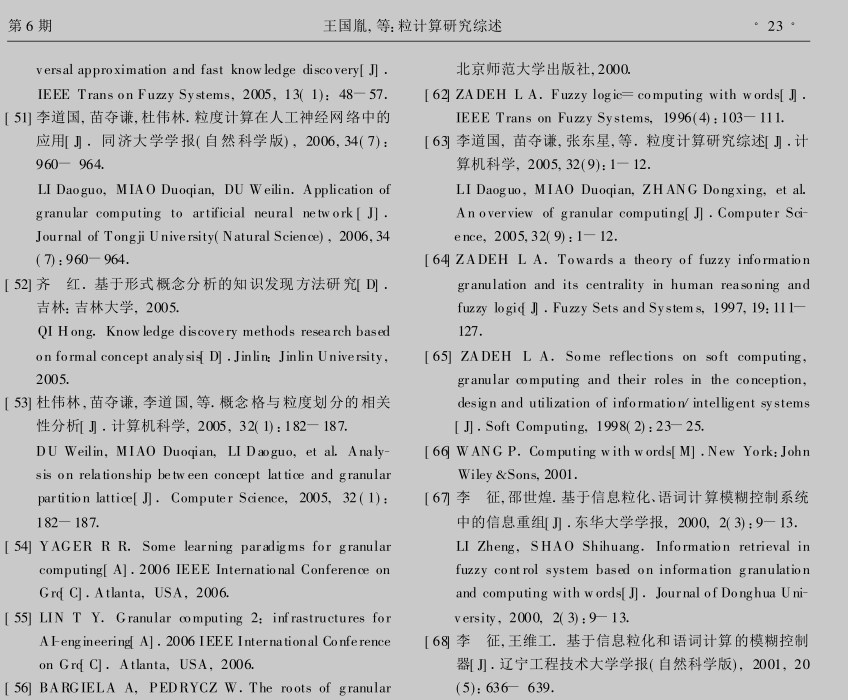 第 6 期
王国胤, 等: 粒计算研究综述
° 23 °
versal approximation and fast knowledge discovery[J].
IEEE Trans on Fuzzy Systems, 2005, 13(1): 48—57.
[51] 李道国, 苗夺谦, 杜伟林. 粒度计算在人工神经网络中的
应用[J]. 同济大学学报(自然科学版), 2006, 34(7):
960— 964.
LI Daoguo, MIAO Duoqian, DU Weilin. Application of
granular computing to artificial neural network[J].
Journal of Tongji University(Natural Science), 2006, 34
(7): 960—964.
[52] 齐 红. 基于形式概念分析的知识发现方法研究[D].
吉林: 吉林大学, 2005.
QI Hong. Knowledge discovery methods research based
on formal concept analysis[D]. Jinlin: Jinlin University,
2005.
[53] 杜伟林, 苗夺谦, 李道国, 等. 概念格与粒度划分的相关
性分析[J]. 计算机科学, 2005, 32(1): 182—187.
DU Weilin, MIAO Duoqian, LI Daoguo, et al. Analy-
sis on relationship between concept lattice and granular
partition lattice[J]. Computer Science, 2005, 32(1):
182—187.
[54] YAGER R R. Some learning paradigms for granular
computing[A]. 2006 IEEE International Conference on
Grc[C]. Atlanta, USA, 2006.
[55] LIN T Y. Granular computing 2: infrastructures for
AI-engineering[A]. 2006 IEEE International Conference
on Grc[C]. Atlanta, USA, 2006.
[56] BARGIELA A, PEDRYCZ W. The roots of granular
北京师范大学出版社, 2000.
[62] ZADEH L A. Fuzzy logic=computing with words[J].
IEEE Trans on Fuzzy Systems, 1996(4): 103—111.
[63] 李道国, 苗夺谦, 张东星, 等. 粒度计算研究综述[J]. 计
算机科学, 2005, 32(9): 1—12.
LI Daoguo, MIAO Duoqian, ZHANG Dongxing, et al.
An overview of granular computing[J]. Computer Sci-
ence, 2005, 32(9): 1—12.
[64] ZADEH L A. Towards a theory of fuzzy information
granulation and its centrality in human reasoning and
fuzzy logic[J]. Fuzzy Sets and Systems, 1997, 19: 111—
127.
[65] ZADEH L A. Some reflections on soft computing,
granular computing and their roles in the conception,
design and utilization of information/ intelligent systems
[J]. Soft Computing, 1998(2): 23—25.
[66] WANG P. Computing with words[M]. New York: John
Wiley &Sons, 2001.
[67] 李 征, 邵世煌. 基于信息粒化、语词计算模糊控制系统
中的信息重组[J]. 东华大学学报, 2000, 2(3): 9—13.
LI Zheng, SHAO Shihuang. Information retrieval in
fuzzy control system based on information granulation
and computing with words[J]. Journal of Donghua Uni-
versity, 2000, 2(3): 9—13.
[68] 李 征, 王维工. 基于信息粒化和语词计算的模糊控制
器[J]. 辽宁工程技术大学学报(自然科学版), 2001, 20
(5): 636— 639.